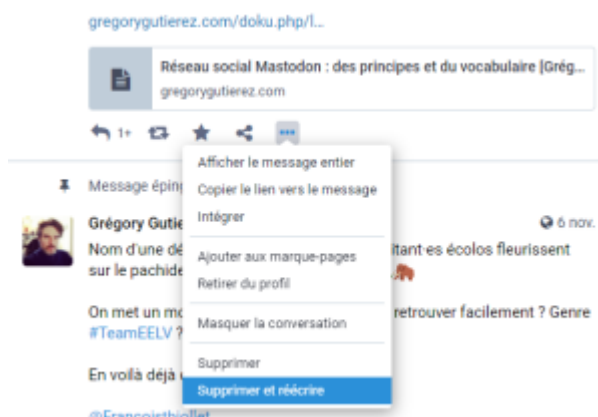 gregorygutierez.com/doku.php/l...
Réseau social Mastodon : des principes et du vocabulaire [Grég...
gregorygutierez.com
1+
Afficher le message entier
Message éping
Copier le lien vers le message
Intégrer
Grégory Gutie
6 nov.
Nom d'une dé
itant·es écolos fleurissent
Ajouter aux marque-pages
sur le pachide
Retirer du profil
On met un mo
retrouver facilement ? Genre
Masquer la conversation
#TeamEELV ?
Supprimer
En voilà déjà
Supprimer et réécrire
@Francoisthiollet